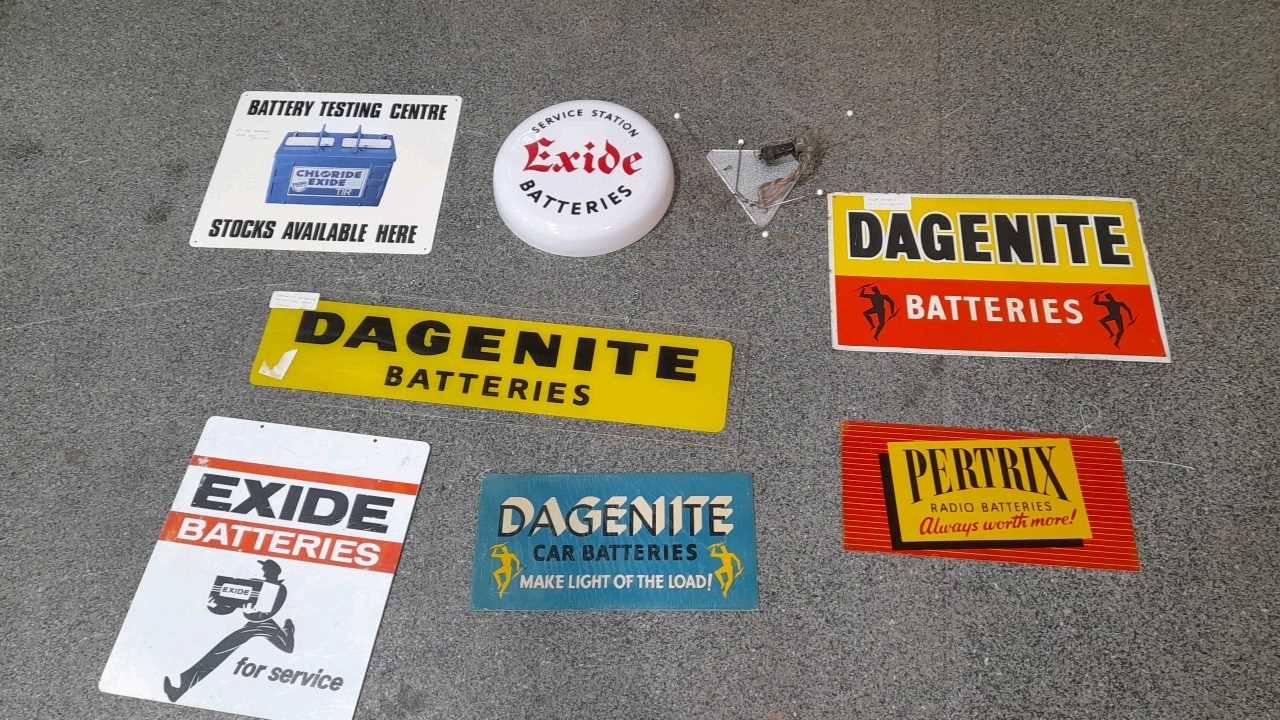 BATTERY TESTING CENTRE
CHLORIDE
EXIDE
STOCKS AVAILABLE HERE
SERVICE STATION
Exide
BATTERIES
DAGENITE
BATTERIES
DAGENITE
BATTERIES
EXIDE
BATTERIES
EXIDE
for service
DAGENITE
CAR BATTERIES
MAKE LIGHT OF THE LOAD!
PERTRIX
RADIO BATTERIES
Always worth more!